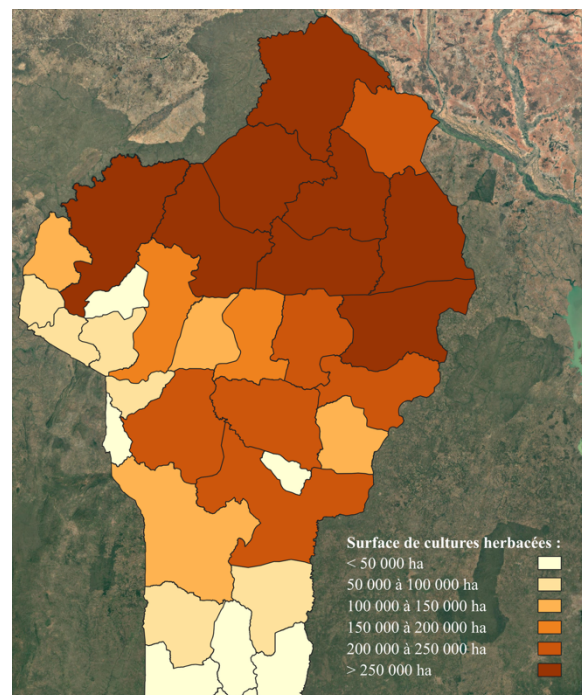 Surface de cultures herbacées :
< 50 000 ha
50 000 à 100 000 ha
100 000 à 150 000 ha
150 000 à 200 000 ha
200 000 à 250 000 ha
> 250 000 ha